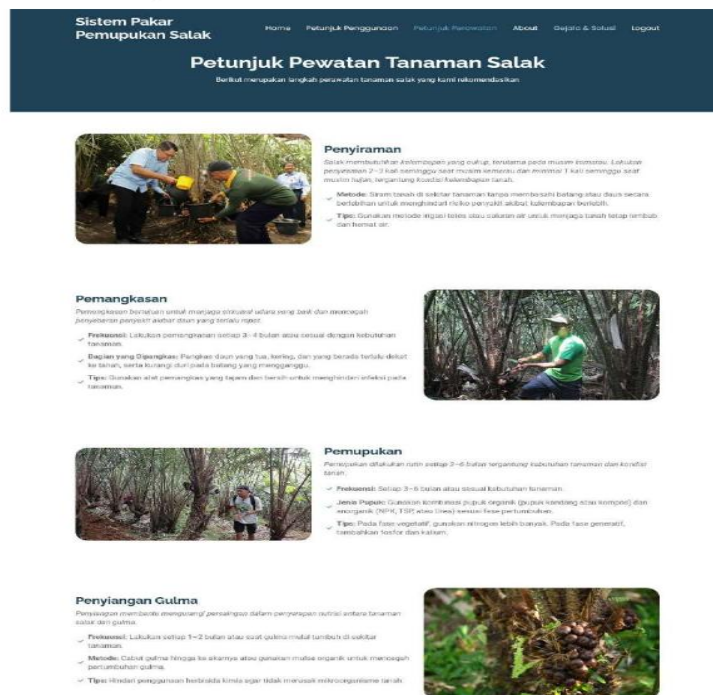 Sistem Pakar
Pemupukan Salak
Home Petunjuk Penggunaan Petunjuk Perawatan About Gejala & Solusi Logout
Petunjuk Pewatan Tanaman Salak
Berikut merupakan langkah perawatan tanaman salak yang kami rekomendasikan
Penyiraman
Salak membutuhkan kelembapan yang cukup, terutama pada musim kemarau. Lakukan
penyiraman 2–3 kali seminggu saat musim kemarau dan minimal 1 kali seminggu saat
musim hujan, tergantung kondisi kelembapan tanah.
Metode: Siram tanah di sekitar tanaman tanpa membasahi batang atau daun secara
berlebihan untuk menghindari risiko penyakit akibat kelembapan berlebih.
Tips: Gunakan metode irigasi tetes atau saluran air untuk menjaga tanah tetap lembab
dan hemat air.
Pemangkasan
Pemangkasan bertujuan untuk menjaga sirkulasi udara yang baik dan mencegah
penyebaran penyakit akibat daun yang terlalu rapat.
Frekuensi: Lakukan pemangkasan setiap 3–4 bulan atau sesuai dengan kebutuhan
tanaman.
Bagian yang Dipangkas: Pangkas daun yang tua, kering, dan yang berada terlalu dekat
ke tanah, serta kurangi duri pada batang yang mengganggu.
Tips: Gunakan alat pemangkas yang tajam dan bersih untuk menghindari infeksi pada
tanaman.
Pemupukan
Pemupukan dilakukan rutin setiap 3–6 bulan tergantung kebutuhan tanaman dan kondisi
tanah.
Frekuensi: Setiap 3–6 bulan atau sesuai kebutuhan tanaman.
Jenis Pupuk: Gunakan kombinasi pupuk organik (pupuk kandang atau kompos) dan
anorganik (NPK, TSP, atau Urea) sesuai fase pertumbuhan.
Tips: Pada fase vegetatif, gunakan nitrogen lebih banyak. Pada fase generatif,
tambahkan fosfor dan kalium.
Penyiangan Gulma
Penyiangan membantu mengurangi persaingan dalam penyerapan nutrisi antara tanaman
salak dan gulma.
Frekuensi: Lakukan setiap 1–2 bulan atau saat gulma mulai tumbuh di sekitar
tanaman.
Metode: Cabut gulma hingga ke akarnya atau gunakan mulsa organik untuk mencegah
pertumbuhan gulma.
Tips: Hindari penggunaan herbisida kimia agar tidak merusak mikroorganisme tanah.